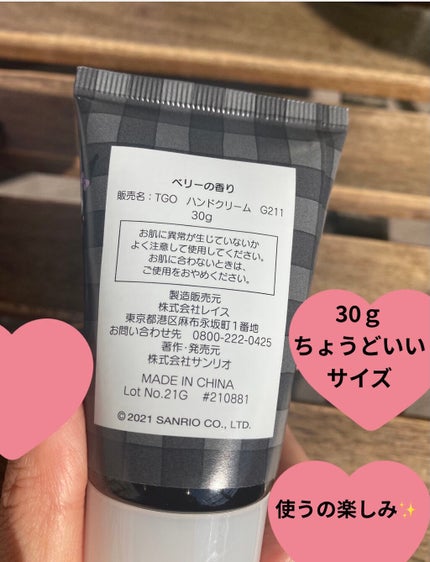 ベリーの香り
販売名：TGO ハンドクリーム G211
30g
お肌に異常が生じていないか
よく注意して使用してください。
お肌に合わないときは、
ご使用をおやめください。
製造販売元
株式会社レイス
東京都港区麻布永坂町1番地
お問い合わせ先 0800-222-0425
著作・発売元
株式会社サンリオ
MADE IN CHINA
Lot No.21G #210881
©2021 SANRIO CO., LTD.
30g
ちょうどいい
サイズ
使うの楽しみ✨